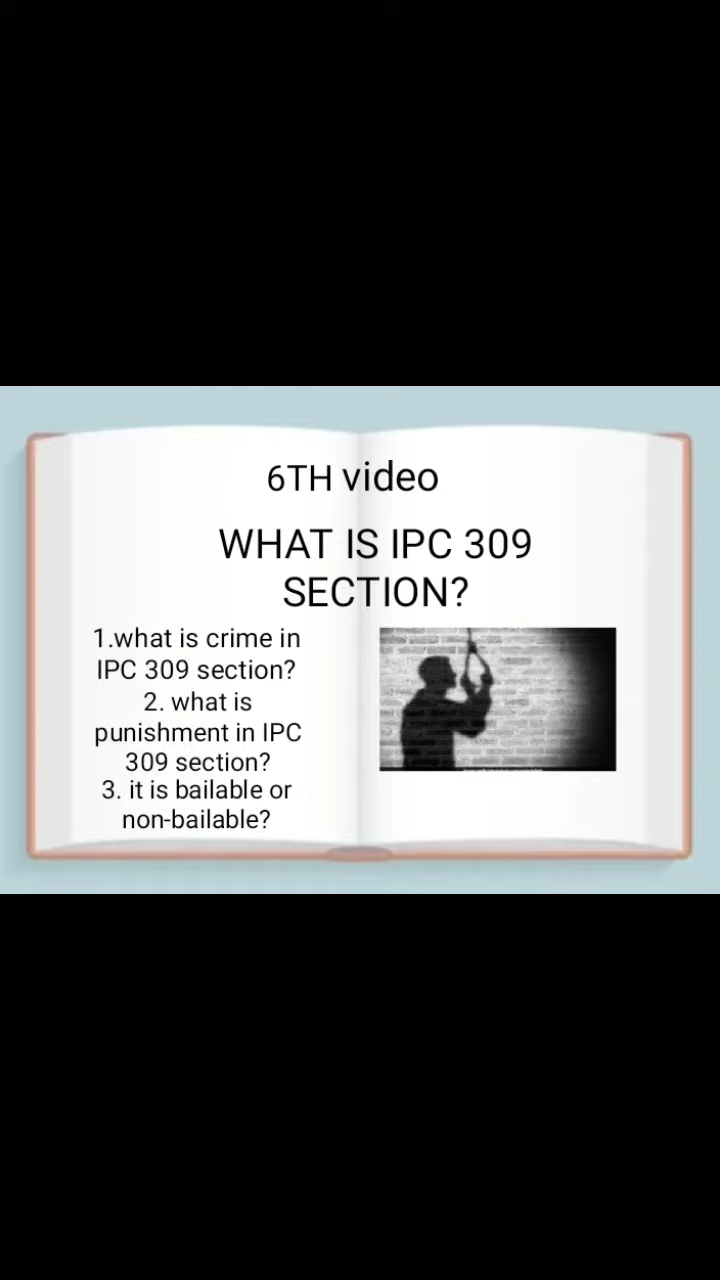 6TH video
WHAT IS IPC 309
SECTION?
1.what is crime in
IPC 309 section?
2. what is
punishment in IPC
309 section?
3. it is bailable or
non-bailable?